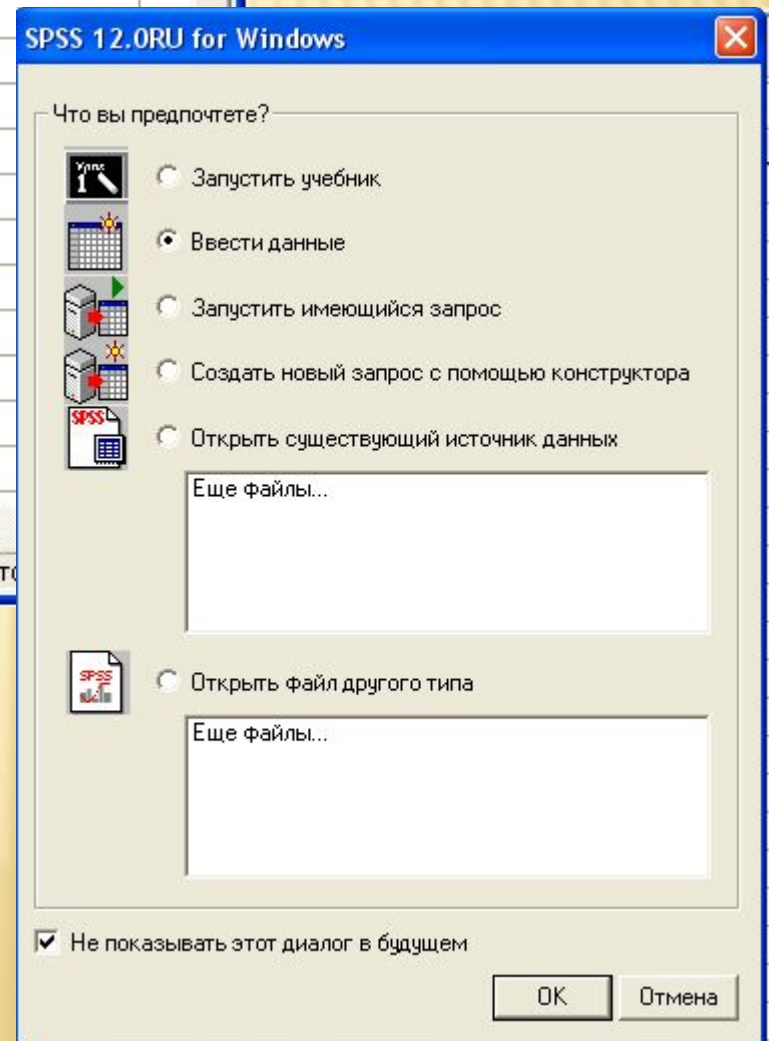 SPSS 12.0RU for Windows
Что вы предпочтете?
Запустить учебник
Ввести данные
Запустить имеющийся запрос
Создать новый запрос с помощью конструктора
SPSS
Открыть существующий источник данных
Еще файлы...
SPSS
Открыть файл другого типа
Еще файлы...
Не показывать этот диалог в будущем
OK
Отмена